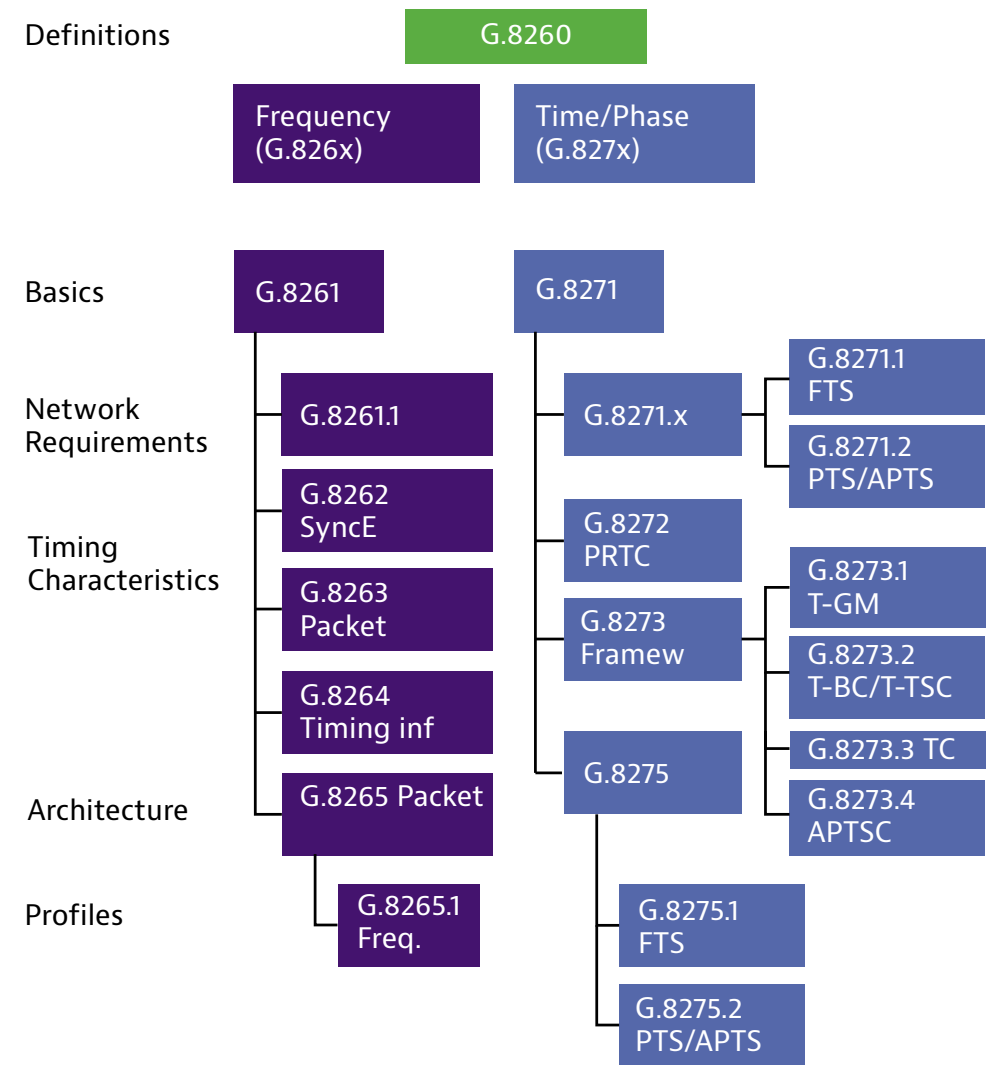 Definitions
G.8260
Frequency
(G.826x)
Time/Phase
(G.827x)
Basics
G.8261
G.8271
Network
Requirements
G.8261.1
G.8271.x
G.8271.1
FTS
G.8271.2
PTS/APTS
Timing
Characteristics
G.8262
SyncE
G.8263
Packet
G.8264
Timing inf
G.8272
PRTC
G.8273
Framew
G.8273.1
T-GM
G.8273.2
T-BC/T-TSC
G.8273.3 TC
G.8273.4
APTSC
Architecture
G.8265 Packet
G.8275
Profiles
G.8265.1
Freq.
G.8275.1
FTS
G.8275.2
PTS/APTS